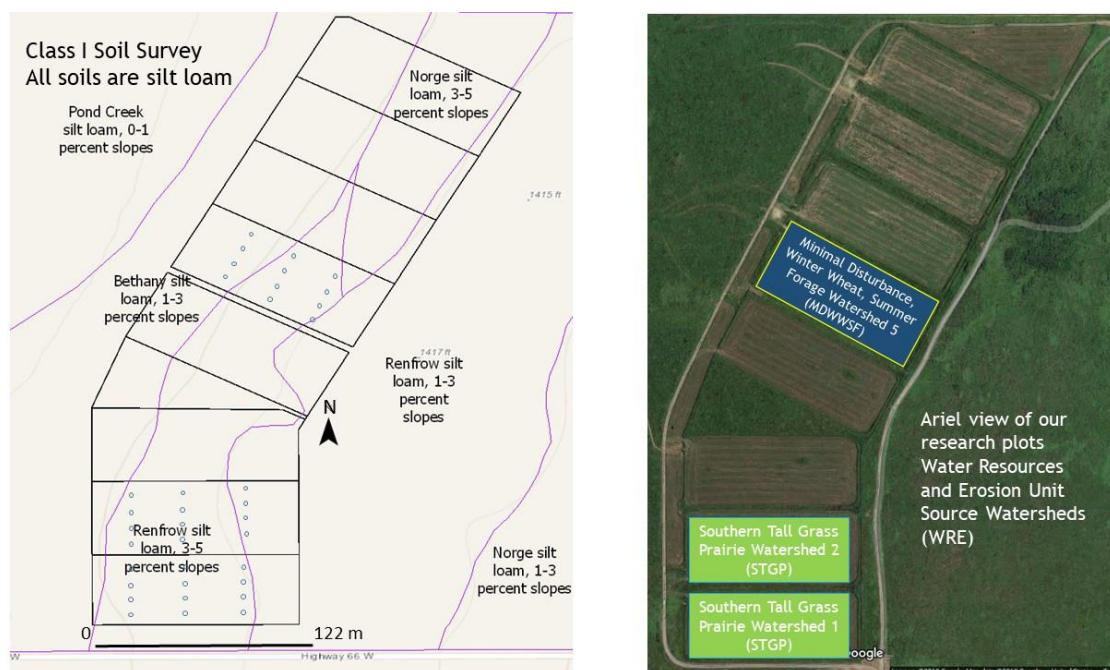 Class I Soil Survey
All soils are silt loam
Pond Creek
silt loam, 0-1
percent slopes
Norge silt
loam, 3-5
percent slopes
1415 ft
Bethany silt
loam, 1-3
percent slopes
1417 ft
Renfrow silt
loam, 1-3
percent
slopes
N
Renfrow silt
loam, 3-5
percent slopes
Norge silt
loam, 1-3
percent slopes
0
122 m
W
Highway 66 W
Minimal Disturbance,
Winter Wheat, Summer
Forage Watershed 5
(MDWWSF)
Ariel view of our
research plots
Water Resources
and Erosion Unit
Source Watersheds
(WRE)
Southern Tall Grass
Prairie Watershed 2
(STGP)
Southern Tall Grass
Prairie Watershed 1
(STGP)
oogle